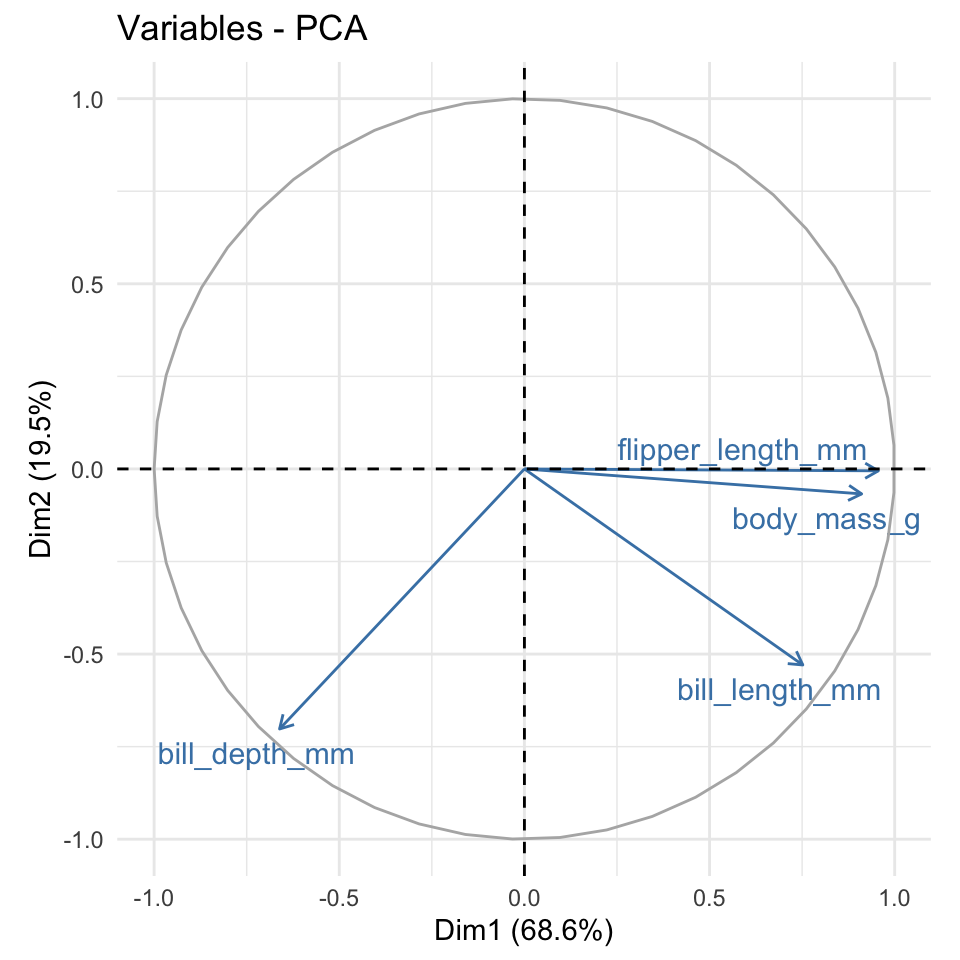 Variables - PCA
1.0
0.5
0.0
-0.5
-1.0
Dim2 (19.5%)
flipper_length_mm
body_mass_g
bill_length_mm
bill_depth_mm
-1.0
-0.5
0.0
0.5
1.0
Dim1 (68.6%)